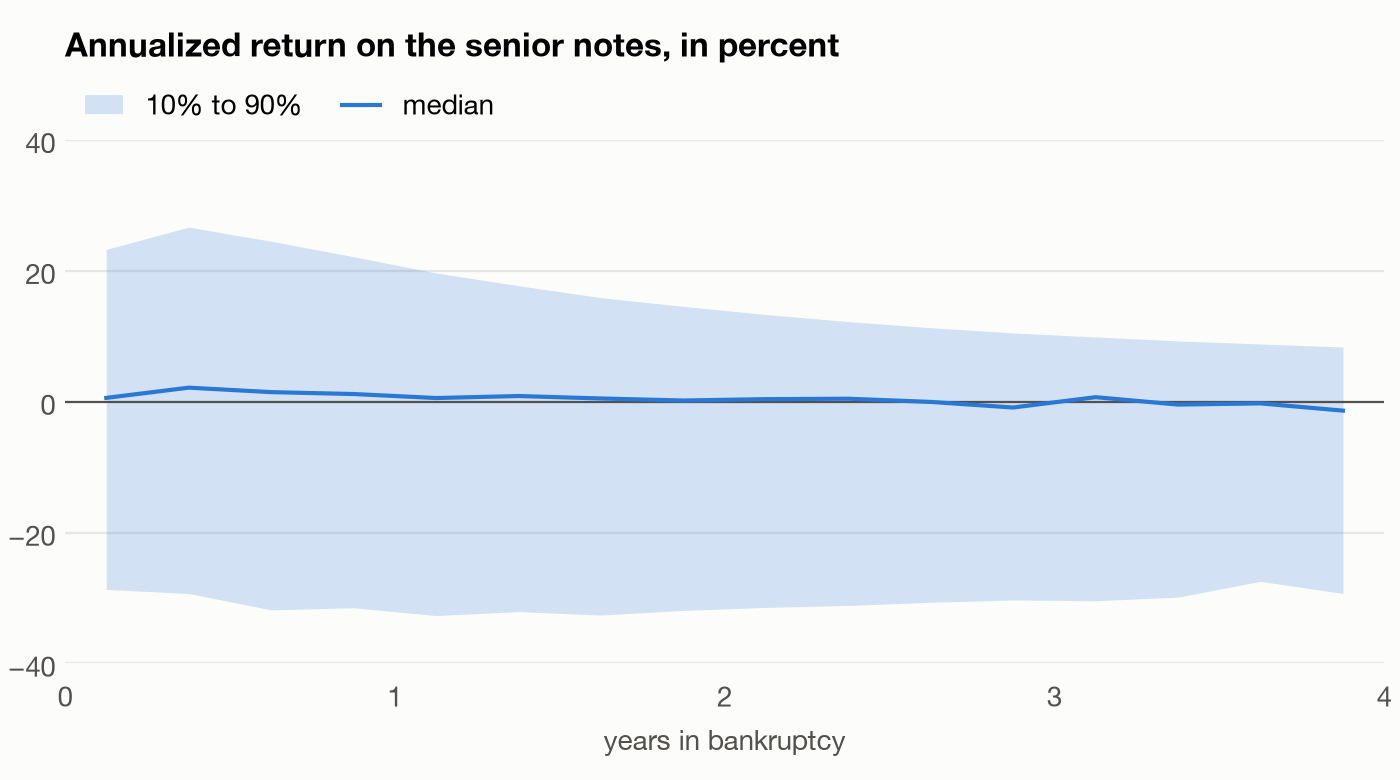 Annualized return on the senior notes, in percent
10% to 90% median
40
20
0
−20
−40
0 1 2 3 4
years in bankruptcy